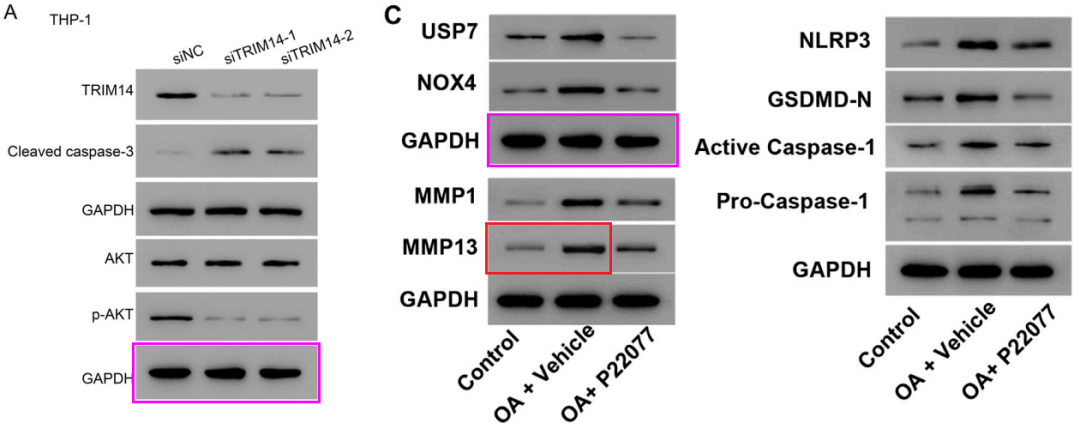 A
THP-1
siNC
siTRIM14-1
siTRIM14-2
TRIM14
Cleaved caspase-3
GAPDH
AKT
p-AKT
GAPDH
C
USP7
NOX4
GAPDH
MMP1
MMP13
GAPDH
Control
OA + Vehicle
OA+ P22077
NLRP3
GSDMD-N
Active Caspase-1
Pro-Caspase-1
GAPDH
Control
OA + Vehicle
OA+ P22077